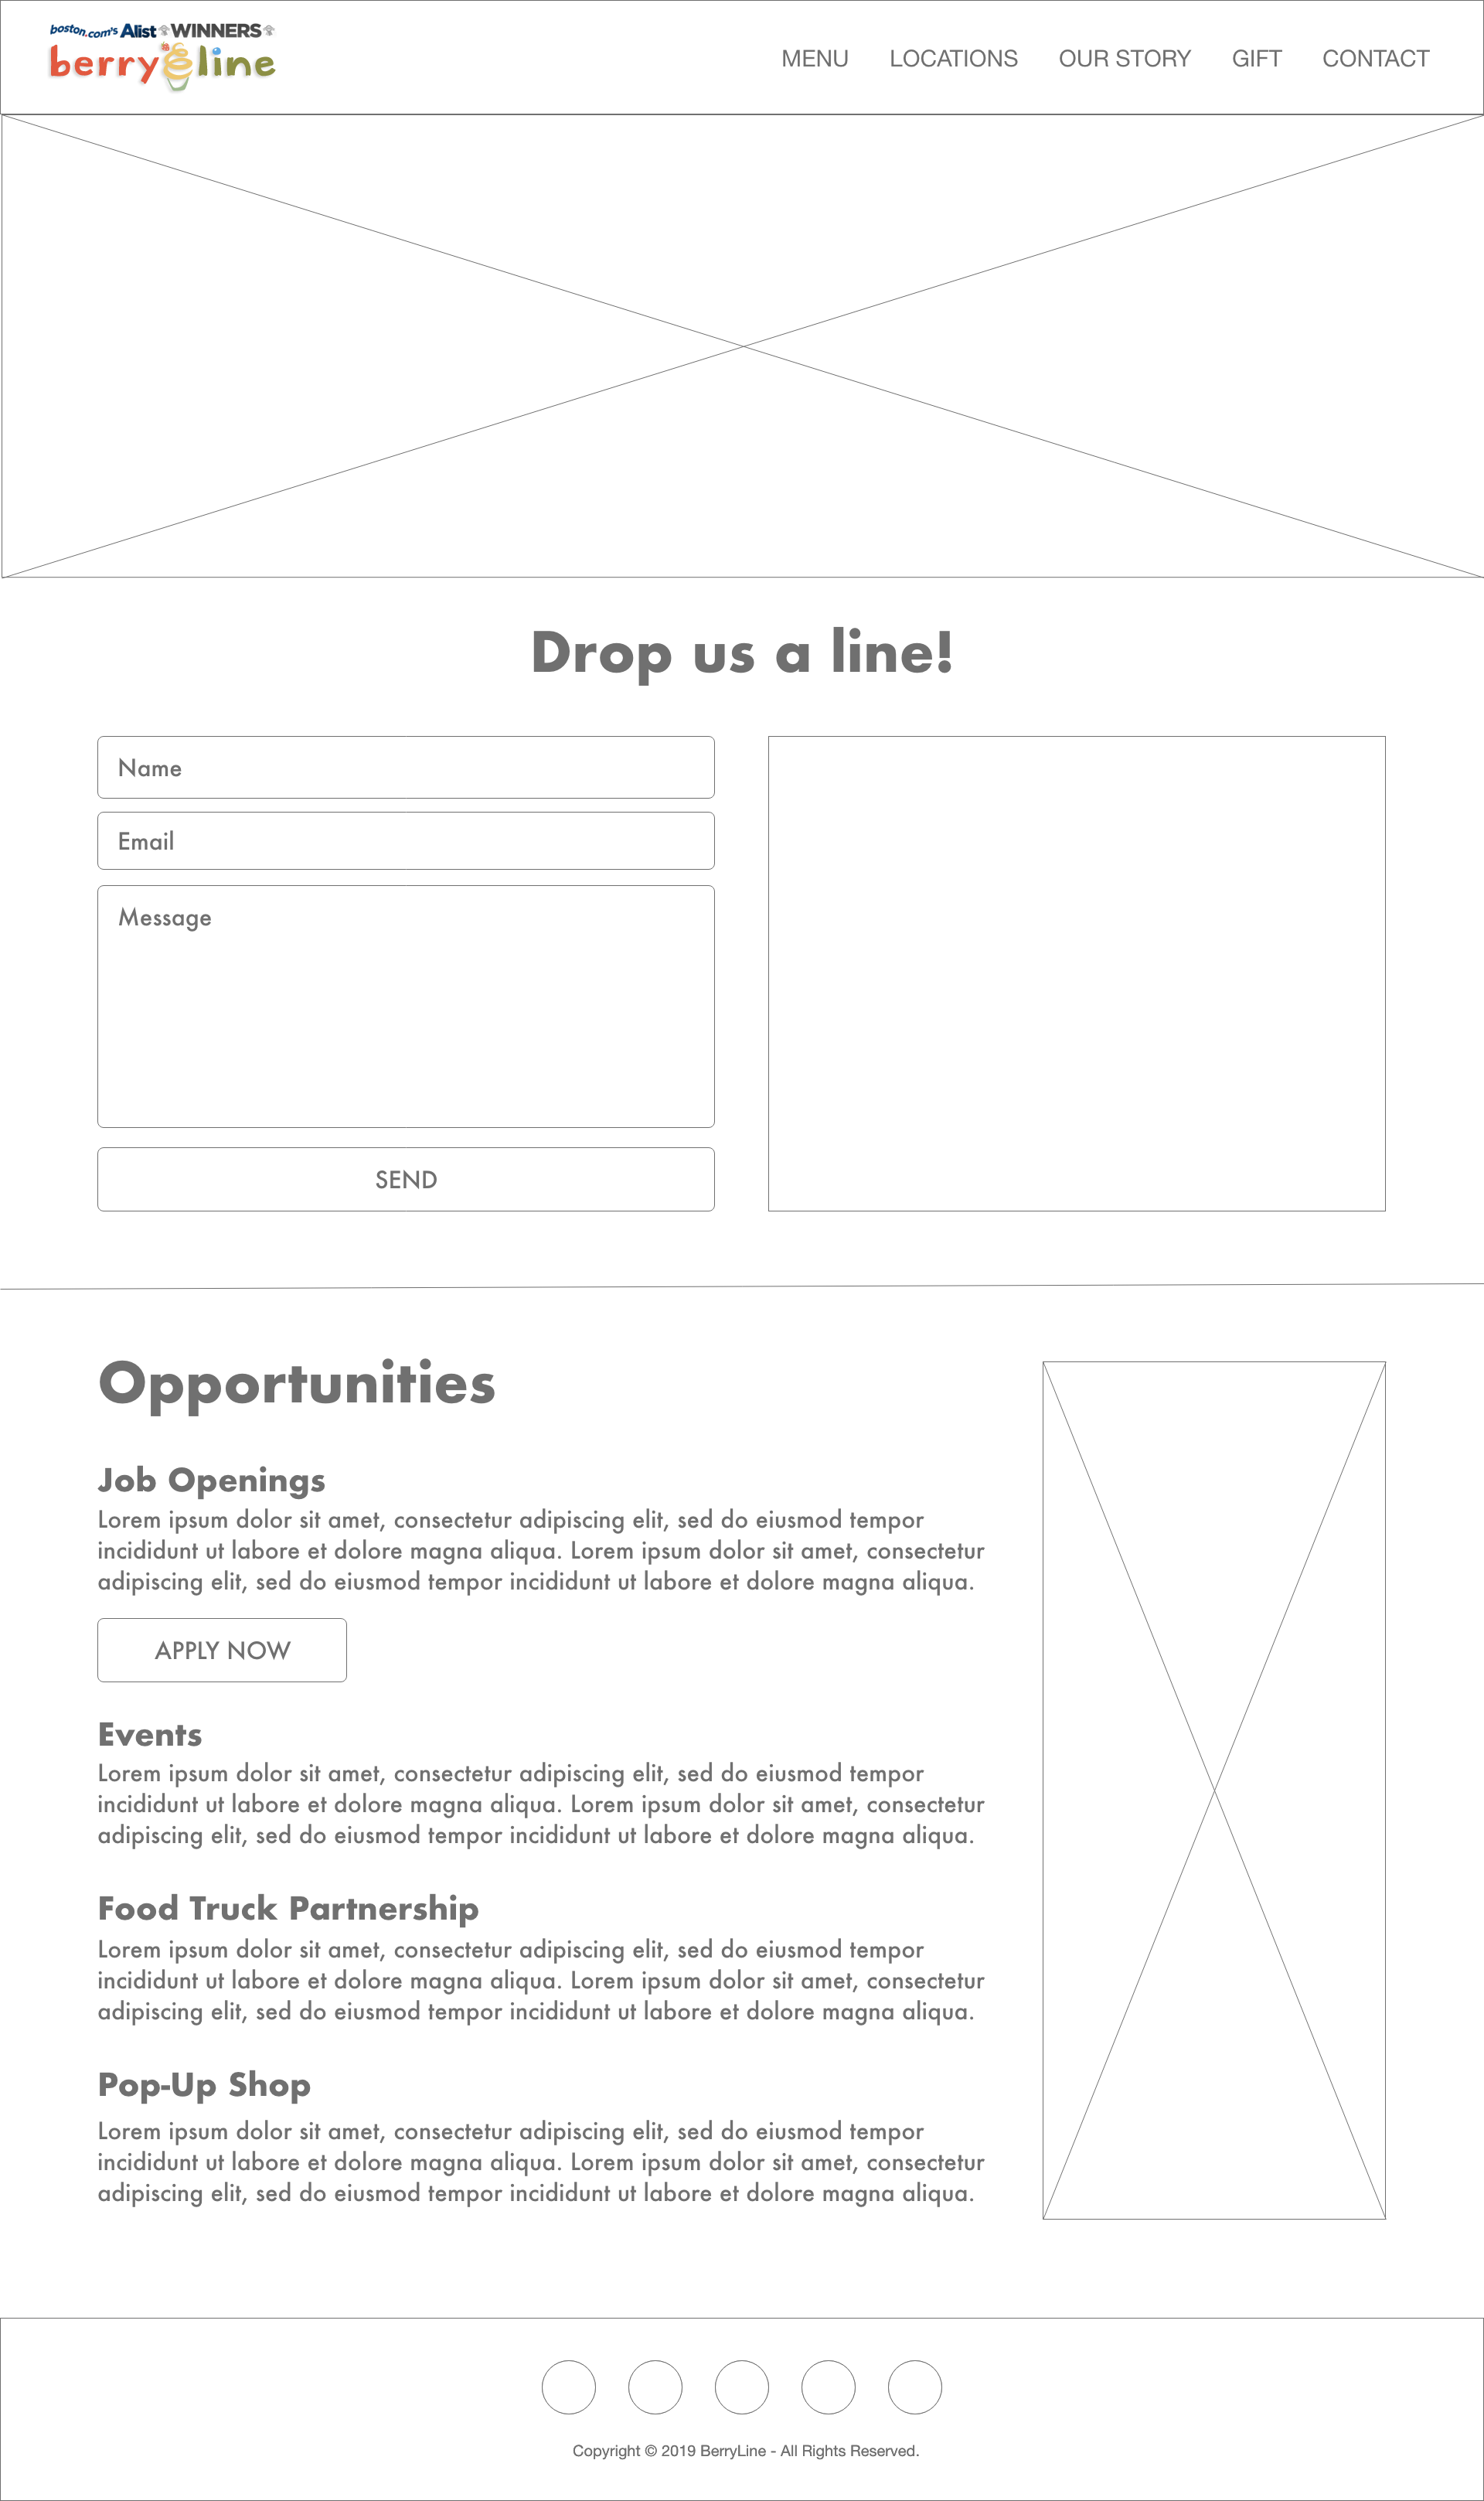 boston.com's Alist WINNERS
berryline
MENU LOCATIONS OUR STORY GIFT CONTACT
Drop us a line!
Name
Email
Message
SEND
Opportunities
Job Openings
Lorem ipsum dolor sit amet, consectetur adipiscing elit, sed do eiusmod tempor
incididunt ut labore et dolore magna aliqua. Lorem ipsum dolor sit amet, consectetur
adipiscing elit, sed do eiusmod tempor incididunt ut labore et dolore magna aliqua.
APPLY NOW
Events
Lorem ipsum dolor sit amet, consectetur adipiscing elit, sed do eiusmod tempor
incididunt ut labore et dolore magna aliqua. Lorem ipsum dolor sit amet, consectetur
adipiscing elit, sed do eiusmod tempor incididunt ut labore et dolore magna aliqua.
Food Truck Partnership
Lorem ipsum dolor sit amet, consectetur adipiscing elit, sed do eiusmod tempor
incididunt ut labore et dolore magna aliqua. Lorem ipsum dolor sit amet, consectetur
adipiscing elit, sed do eiusmod tempor incididunt ut labore et dolore magna aliqua.
Pop-Up Shop
Lorem ipsum dolor sit amet, consectetur adipiscing elit, sed do eiusmod tempor
incididunt ut labore et dolore magna aliqua. Lorem ipsum dolor sit amet, consectetur
adipiscing elit, sed do eiusmod tempor incididunt ut labore et dolore magna aliqua.
Copyright © 2019 BerryLine - All Rights Reserved.